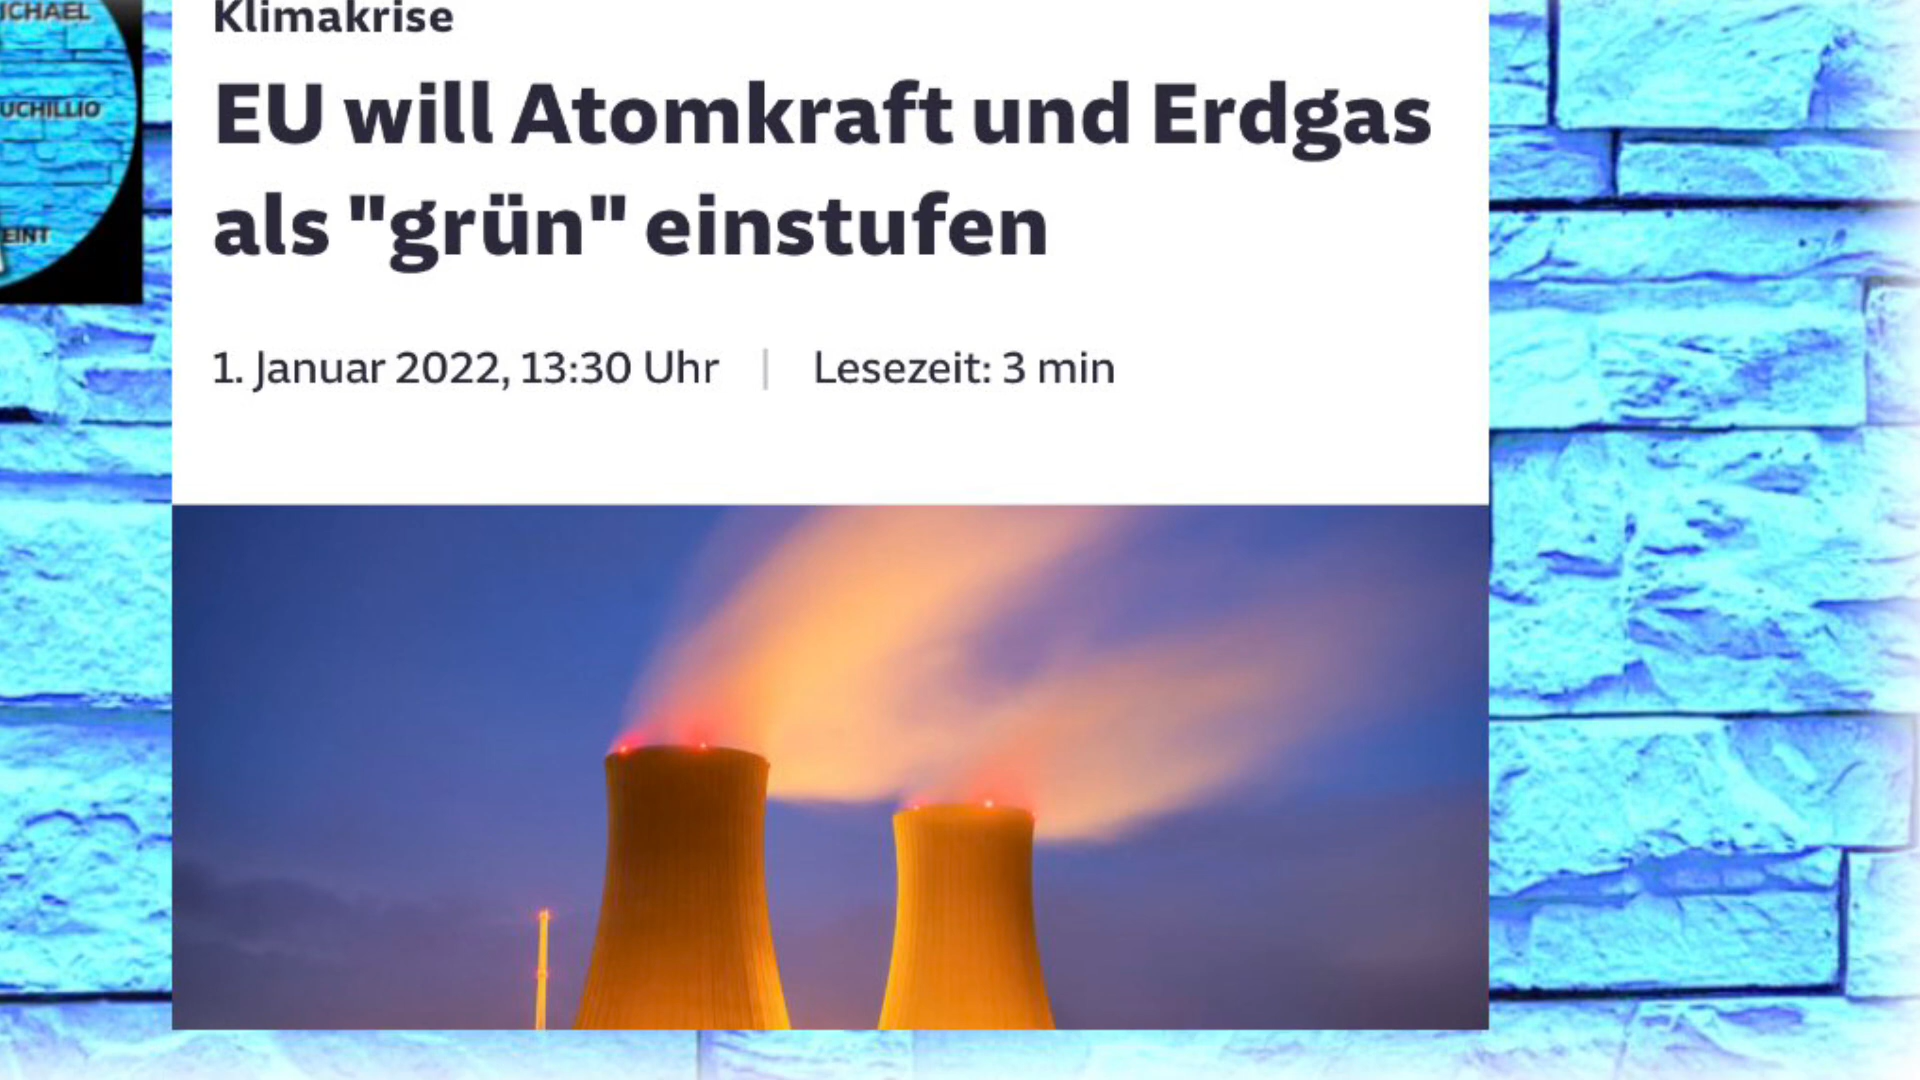 Klimakrise
EU will Atomkraft und Erdgas
als "grün" einstufen
1. Januar 2022, 13:30 Uhr | Lesezeit: 3 min